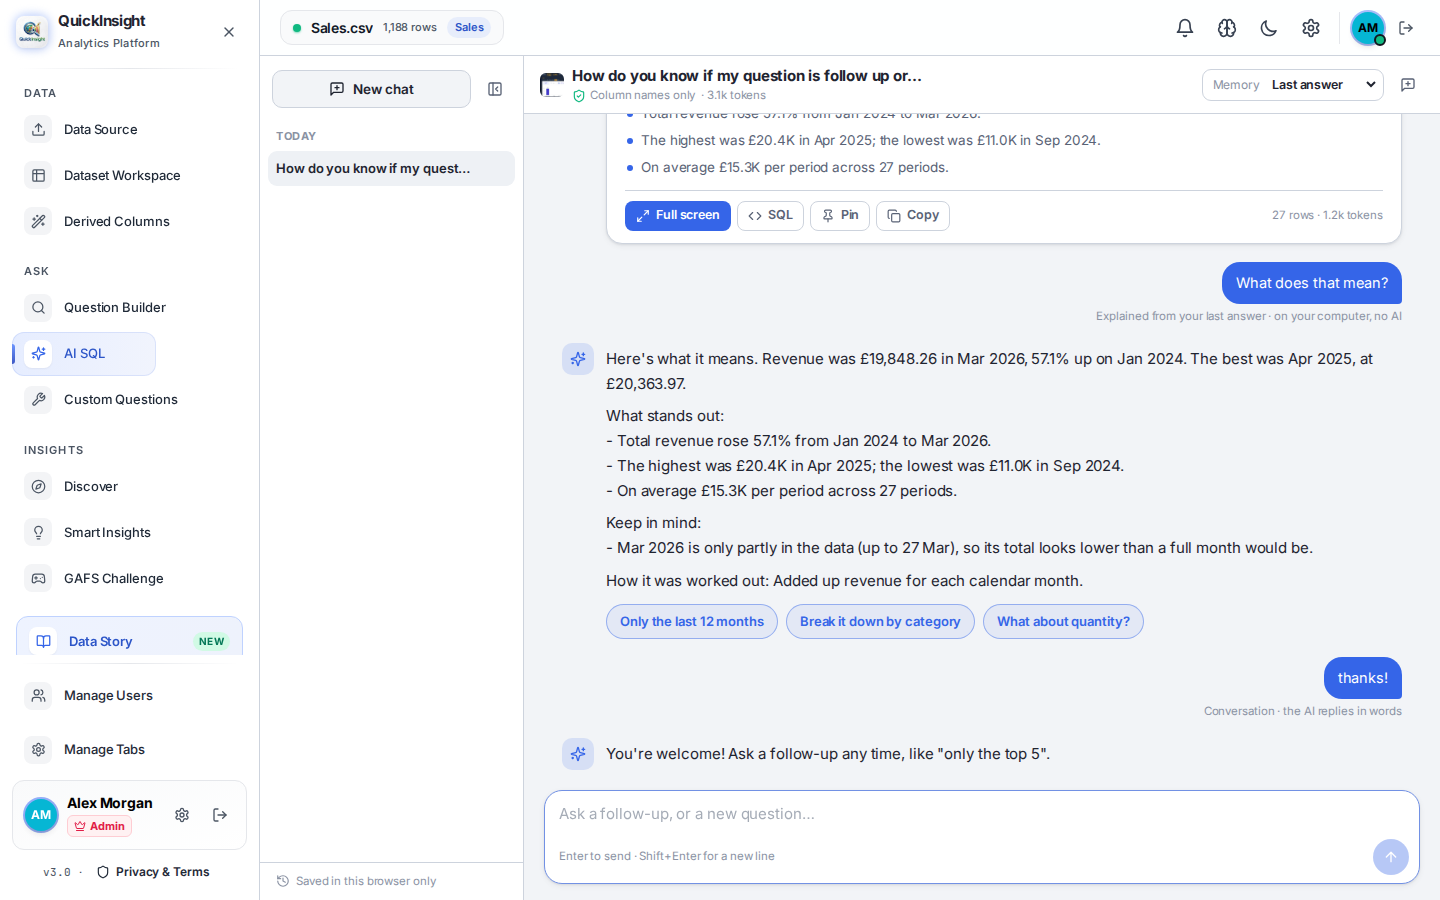 QuickInsight
Analytics Platform
DATA
Data Source
Dataset Workspace
Derived Columns
ASK
Question Builder
AI SQL
Custom Questions
INSIGHTS
Discover
Smart Insights
GAFS Challenge
Data Story NEW
Manage Users
Manage Tabs
AM Alex Morgan
Admin
v3.0 · Privacy & Terms
Sales.csv 1,188 rows Sales
AM
New chat
TODAY
How do you know if my quest...
Saved in this browser only
How do you know if my question is follow up or...
Column names only · 3.1k tokens
Memory Last answer
Total revenue rose 57.1% from Jan 2024 to Mar 2026.
The highest was £20.4K in Apr 2025; the lowest was £11.0K in Sep 2024.
On average £15.3K per period across 27 periods.
Full screen SQL Pin Copy 27 rows · 1.2k tokens
What does that mean?
Explained from your last answer · on your computer, no AI
Here's what it means. Revenue was £19,848.26 in Mar 2026, 57.1% up on Jan 2024. The best was Apr 2025, at
£20,363.97.
What stands out:
- Total revenue rose 57.1% from Jan 2024 to Mar 2026.
- The highest was £20.4K in Apr 2025; the lowest was £11.0K in Sep 2024.
- On average £15.3K per period across 27 periods.
Keep in mind:
- Mar 2026 is only partly in the data (up to 27 Mar), so its total looks lower than a full month would be.
How it was worked out: Added up revenue for each calendar month.
Only the last 12 months Break it down by category What about quantity?
thanks!
Conversation · the AI replies in words
You're welcome! Ask a follow-up any time, like "only the top 5".
Ask a follow-up, or a new question...
Enter to send · Shift+Enter for a new line